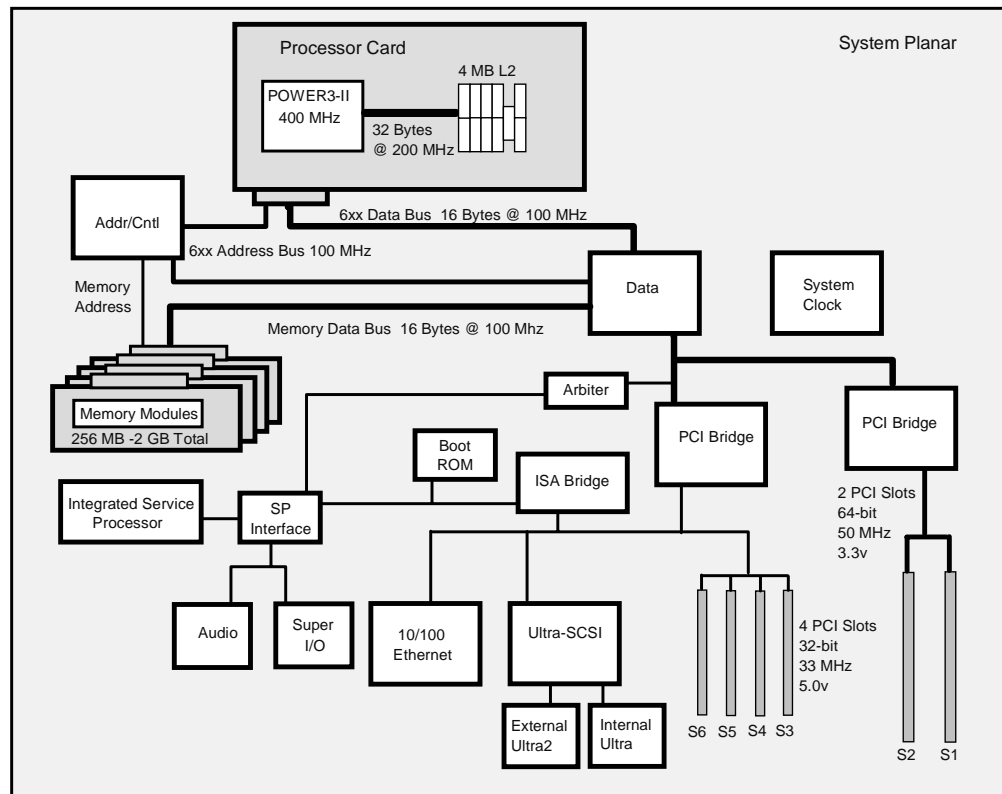 Processor Card
System Planar
4 MB L2
POWER3-II
400 MHz
32 Bytes
@ 200 MHz
Addr/Cntl
6xx Data Bus 16 Bytes @ 100 MHz
6xx Address Bus 100 MHz
Memory
Address
Data
System
Clock
Memory Data Bus 16 Bytes @ 100 Mhz
Arbiter
Memory Modules
256 MB -2 GB Total
PCI Bridge
PCI Bridge
Boot
ROM
ISA Bridge
Integrated Service
Processor
SP
Interface
2 PCI Slots
64-bit
50 MHz
3.3v
Audio
Super
I/O
10/100
Ethernet
Ultra-SCSI
4 PCI Slots
32-bit
33 MHz
5.0v
External
Ultra2
Internal
Ultra
S6
S5
S4
S3
S2
S1